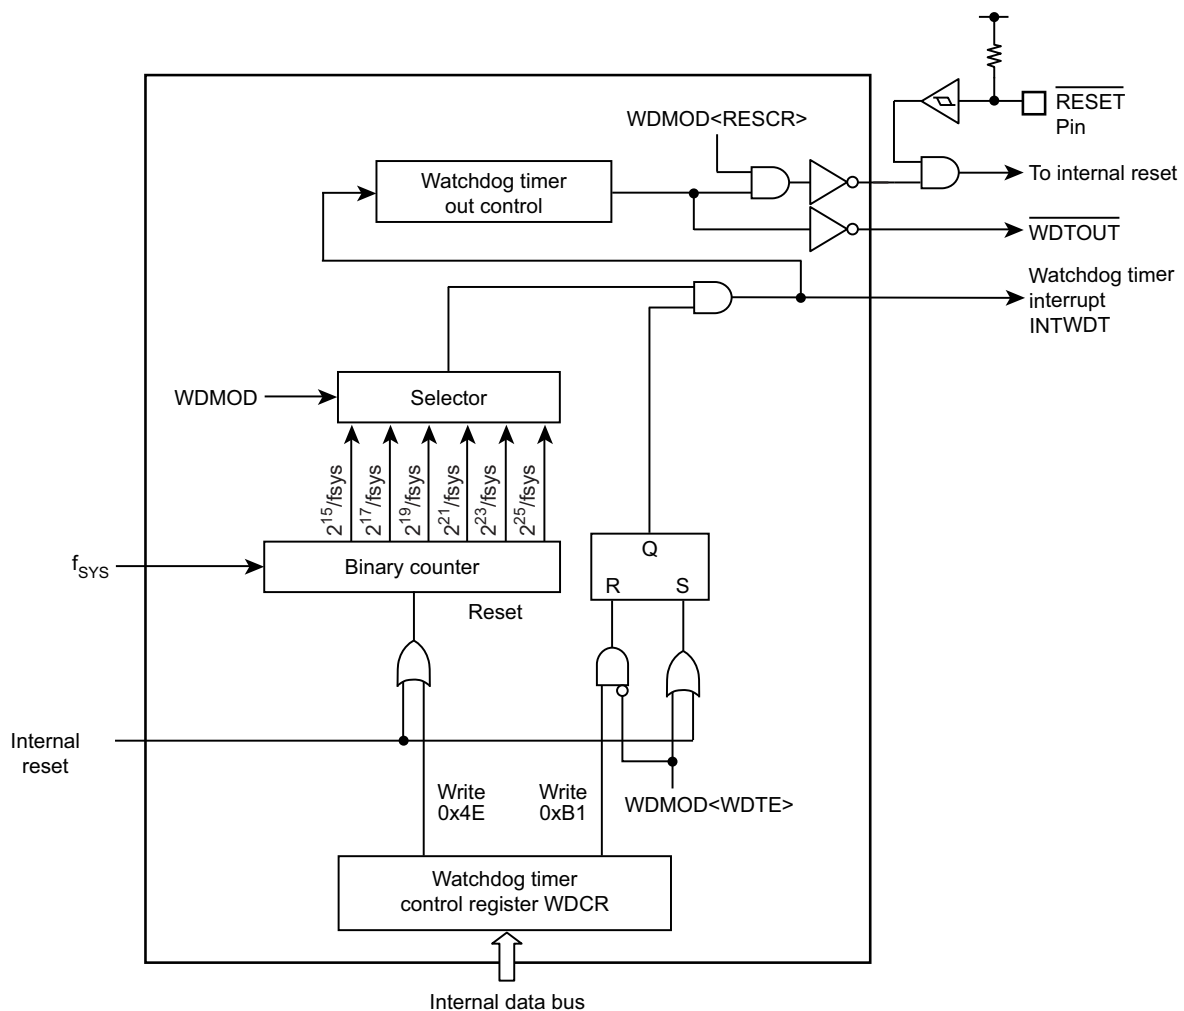 WDMOD<RESCR>
RESET
Pin
Watchdog timer
out control
To internal reset
WDTOUT
Watchdog timer
interrupt
INTWDT
WDMOD
Selector
2^15/fsys
2^17/fsys
2^19/fsys
2^21/fsys
2^23/fsys
2^25/fsys
fSYS
Binary counter
Reset
Q
R
S
Internal
reset
Write
0x4E
Write
0xB1
WDMOD<WDTE>
Watchdog timer
control register WDCR
Internal data bus